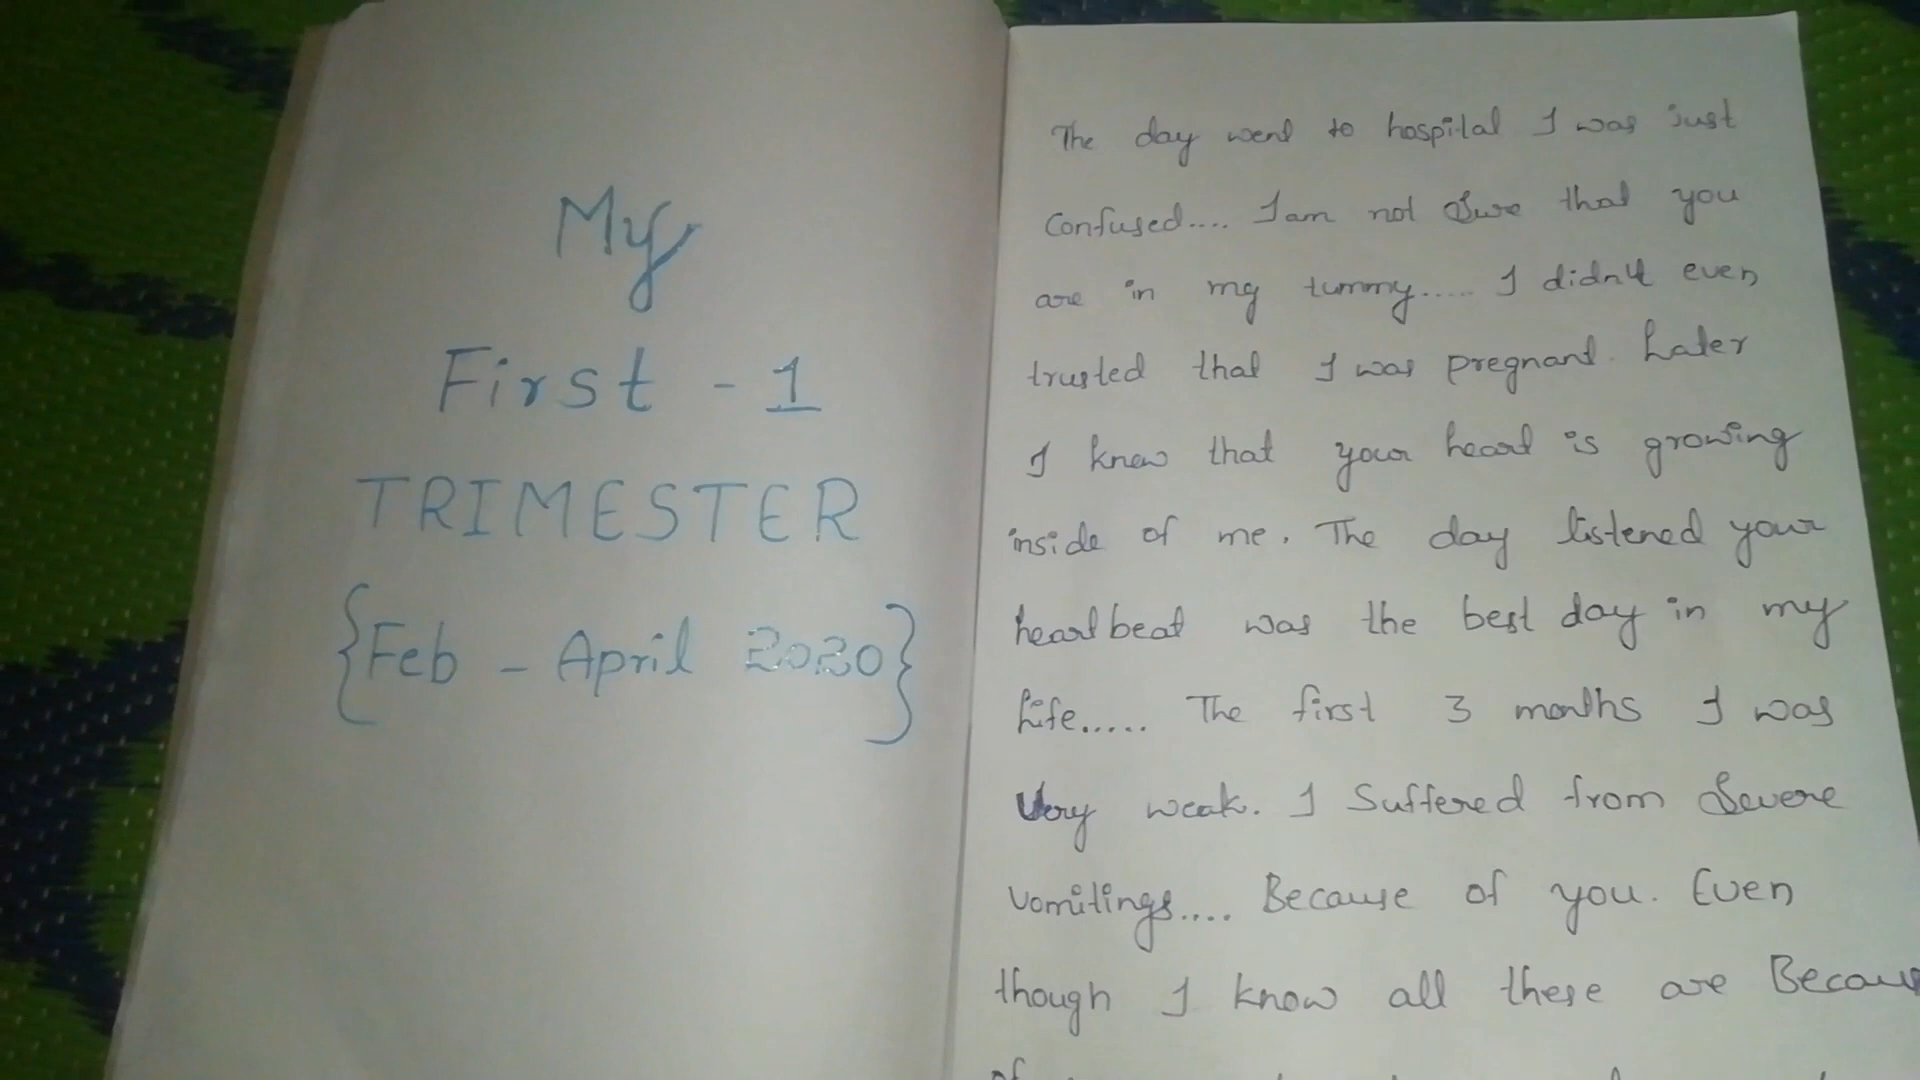 My
First - 1
TRIMESTER
{Feb - April 2020}
The day went to hospital I was just
Confused.... I am not Sure that you
are in my tummy..... I didn't even
trusted that I was pregnant. Later
I knew that your heart is growing
inside of me. The day listened your
heartbeat was the best day in my
Life..... The first 3 months I was
Very weak. I Suffered from Severe
Vomitings.... Because of you. Even
though I know all these are Becaus
of